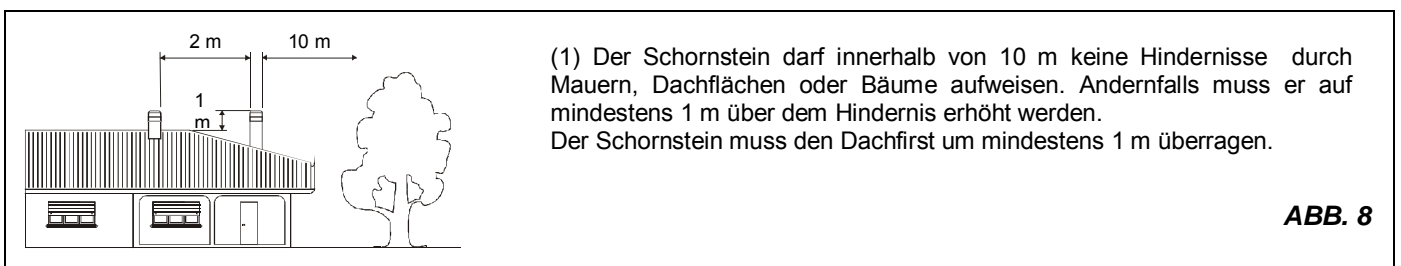 2 m
10 m
1
m
(1) Der Schornstein darf innerhalb von 10 m keine Hindernisse durch
Mauern, Dachflächen oder Bäume aufweisen. Andernfalls muss er auf
mindestens 1 m über dem Hindernis erhöht werden.
Der Schornstein muss den Dachfirst um mindestens 1 m überragen.
ABB. 8